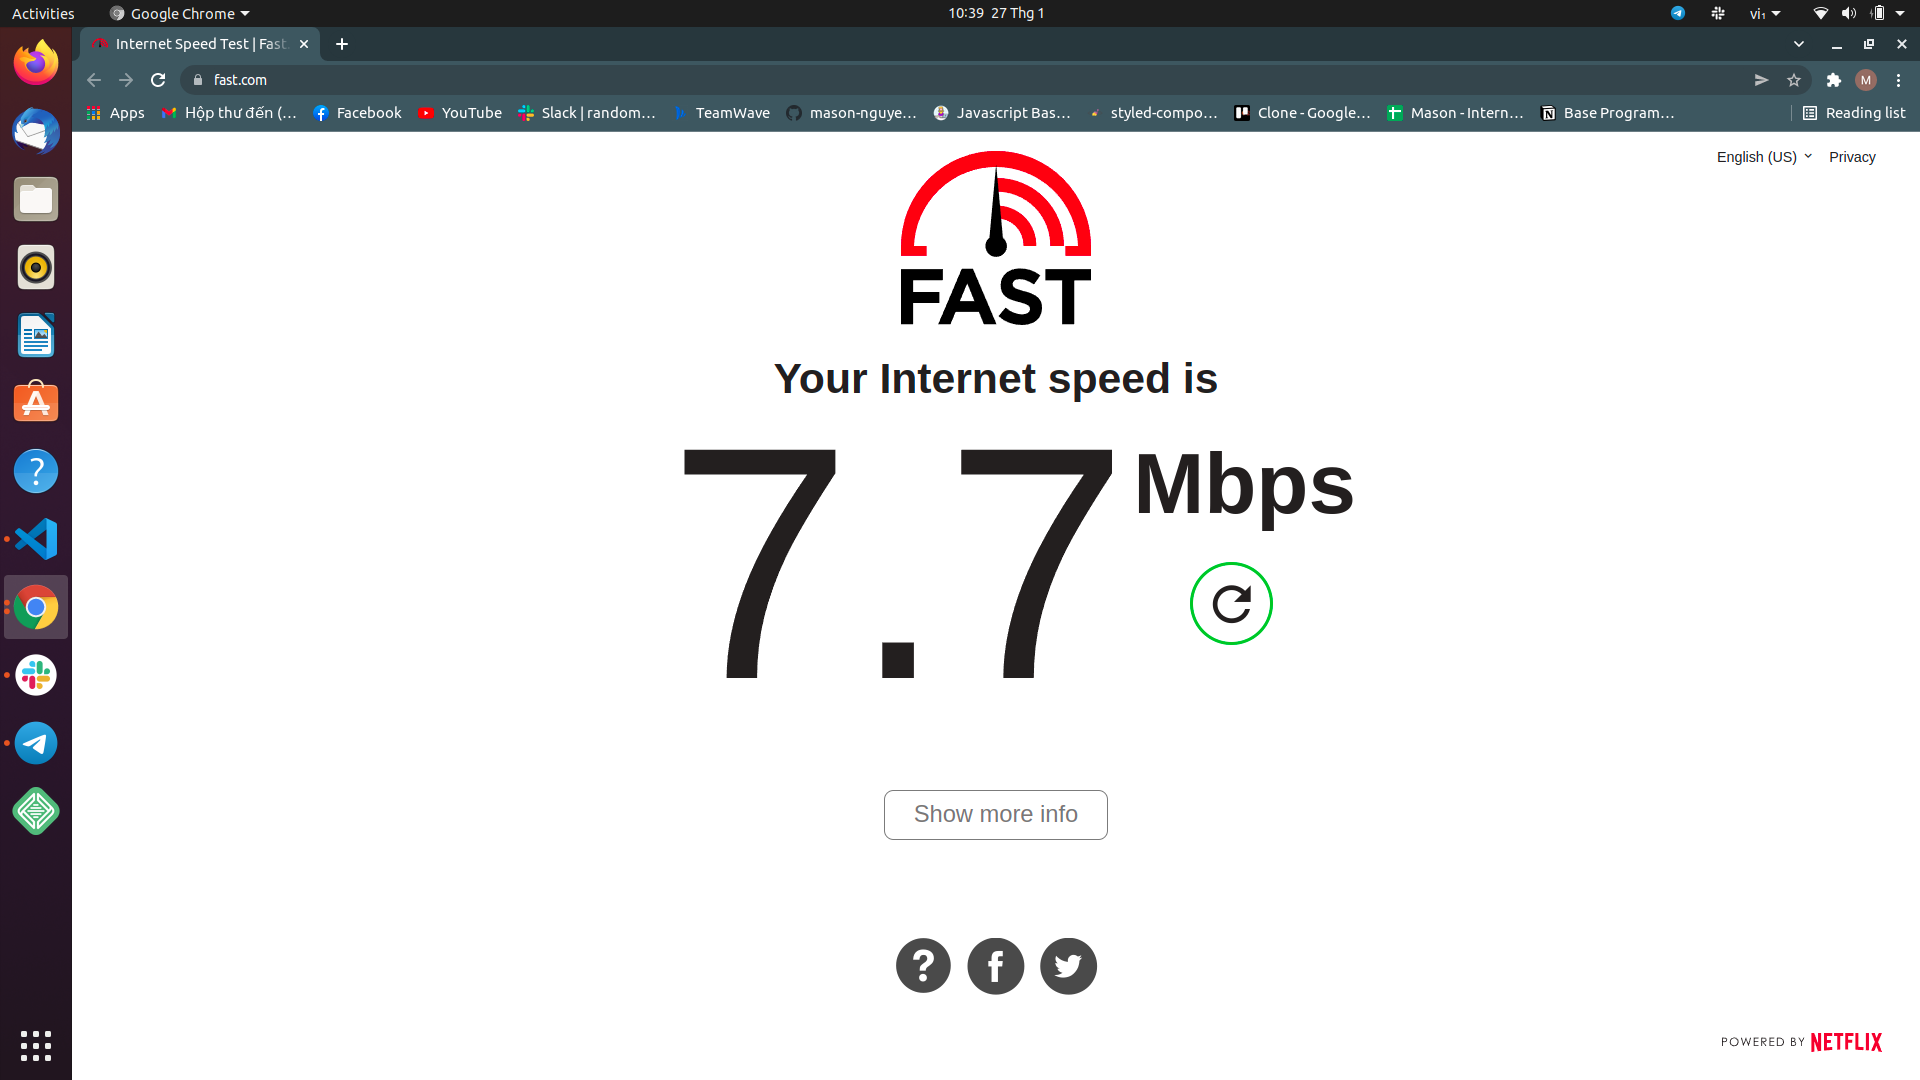 Activities
Google Chrome
10:39 27 Thg 1
vi₁
Internet Speed Test | Fast.
fast.com
M
Apps
Hộp thư đến (…
Facebook
YouTube
Slack | random…
TeamWave
mason-nguye…
Javascript Bas…
styled-compo…
Clone - Google…
Mason - Intern…
Base Program…
Reading list
English (US)
Privacy
FAST
Your Internet speed is
7.7 Mbps
Show more info
POWERED BY NETFLIX